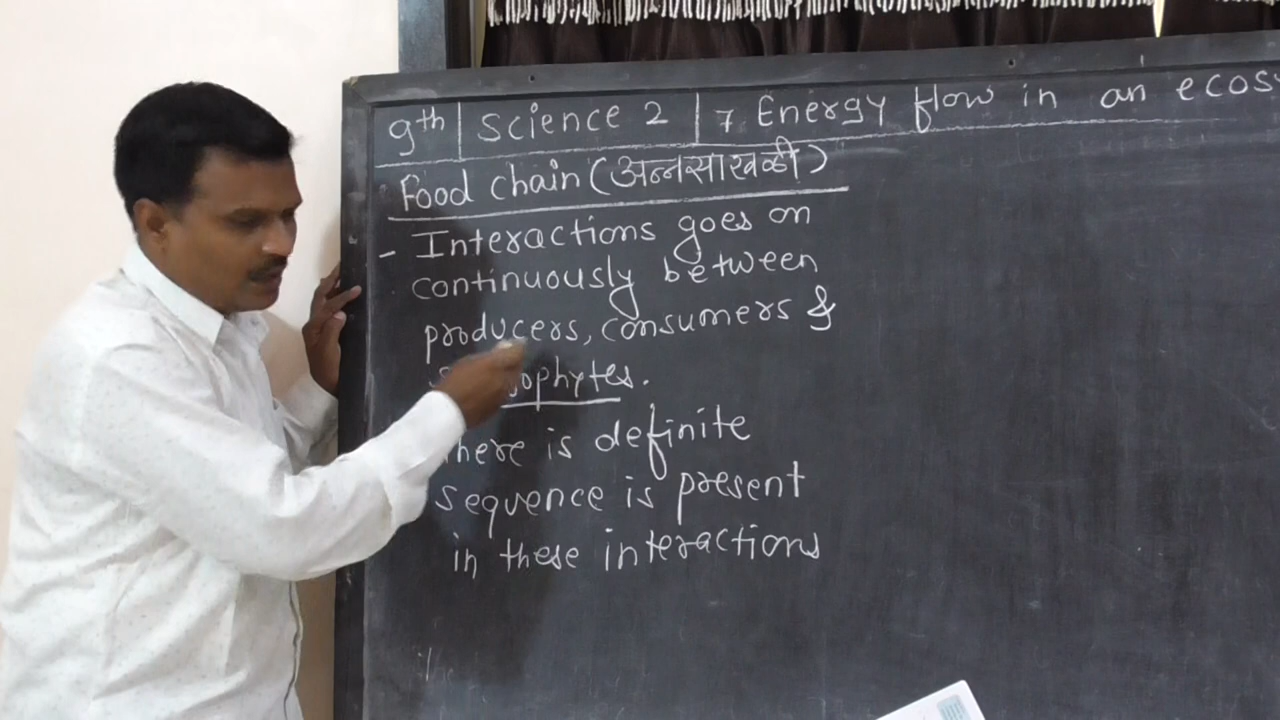 9th | Science 2 | 7 Energy flow in an ecos
Food chain (अन्नसाखळी)
- Interactions goes on
continuously between
producers, consumers &
ophytes.
here is definite
sequence is present
in these interactions